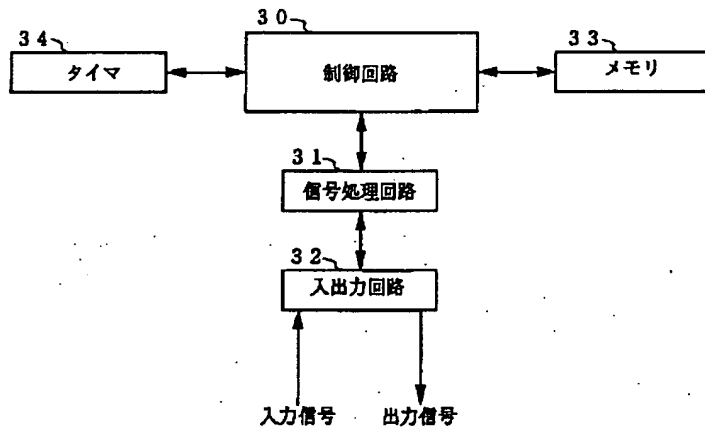 30
34
33
タイマ
制御回路
メモリ
31
信号処理回路
32
入出力回路
入力信号
出力信号